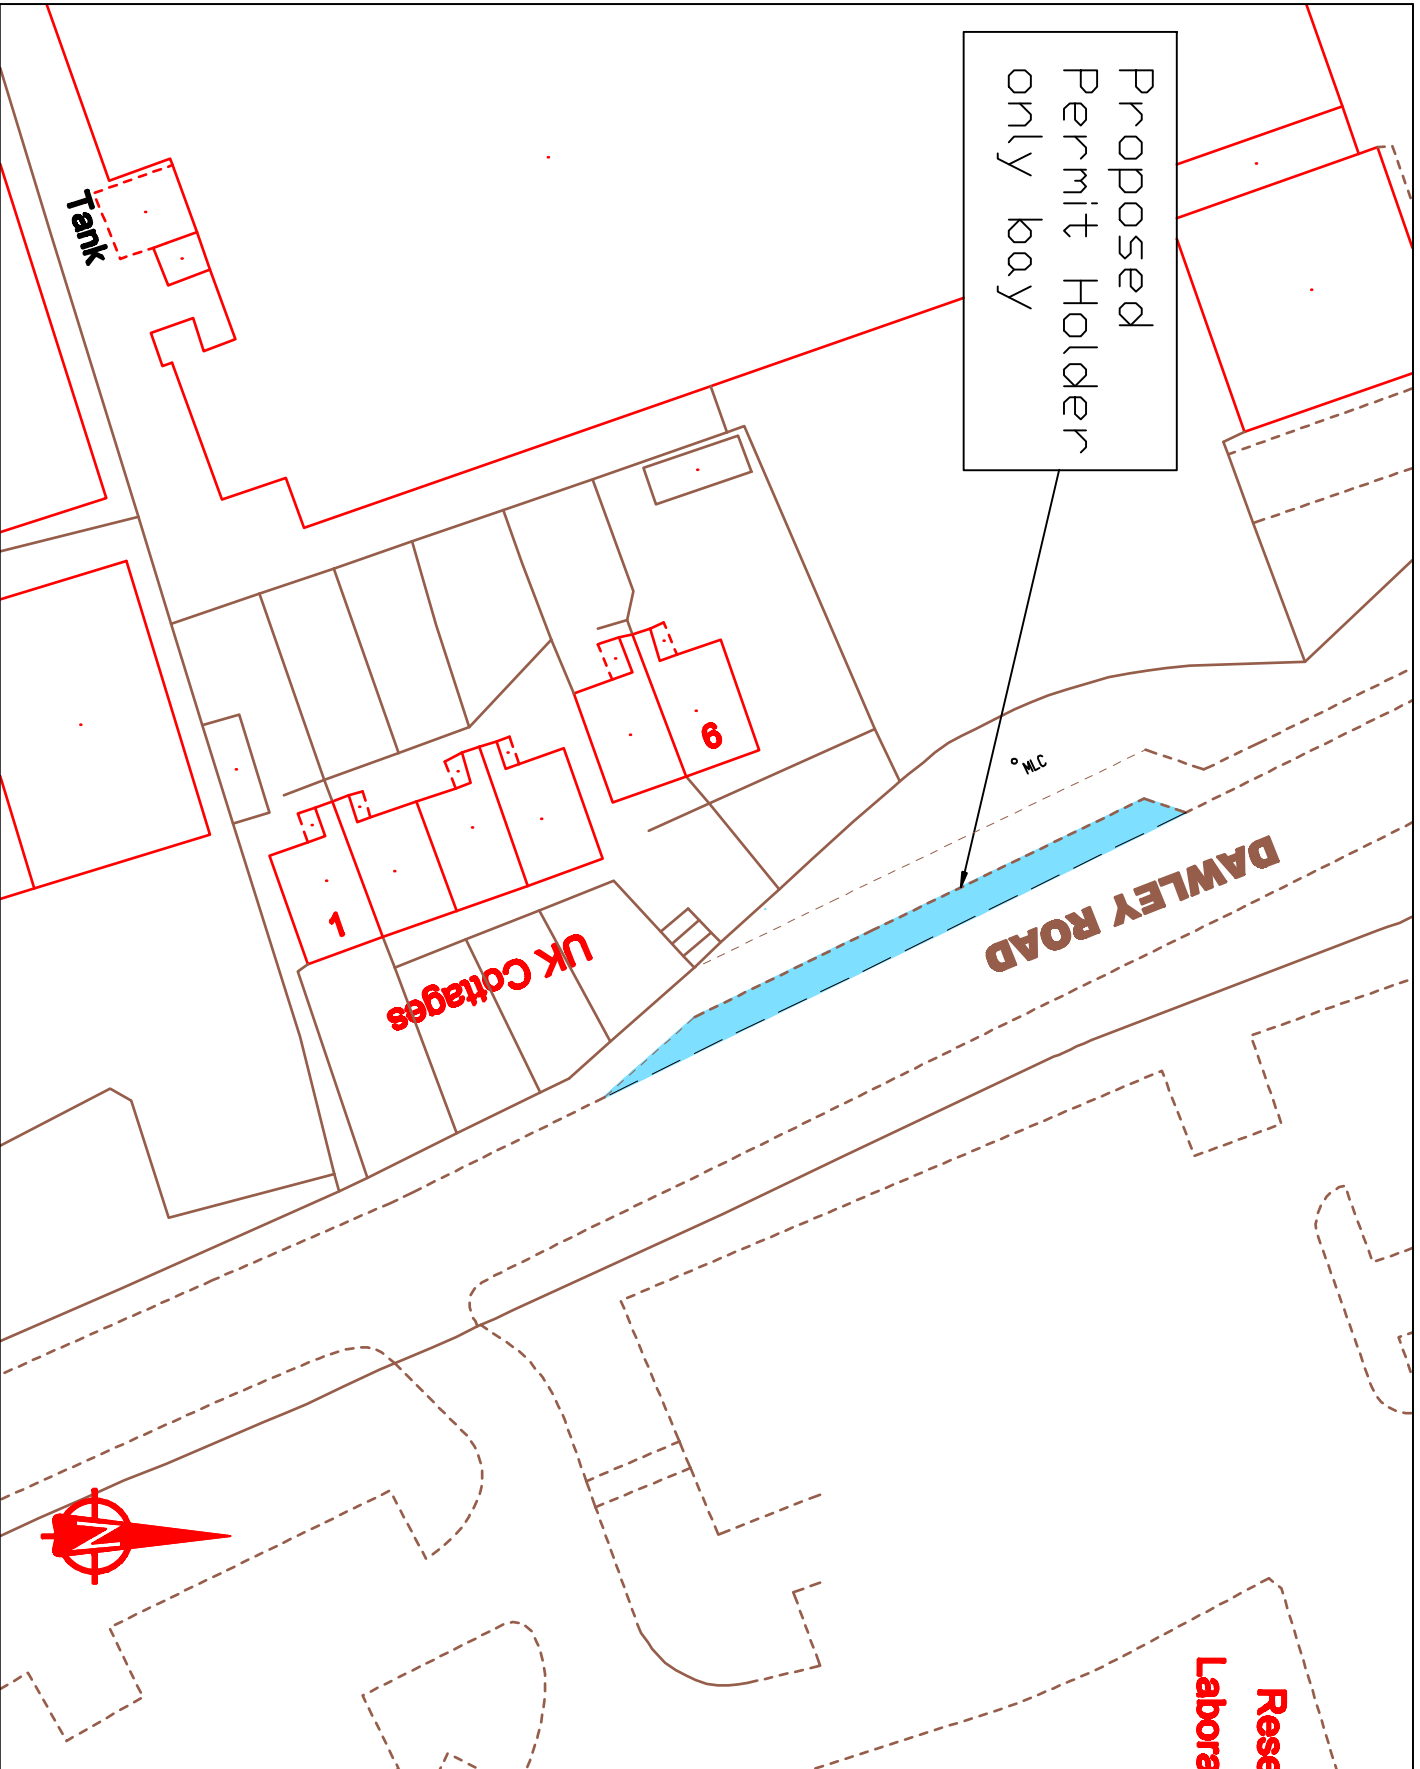 Proposed
Permit Holder
only bay
Tank
MLC
6
1
UK Cottages
DAWLEY ROAD
N
Rese
Labora